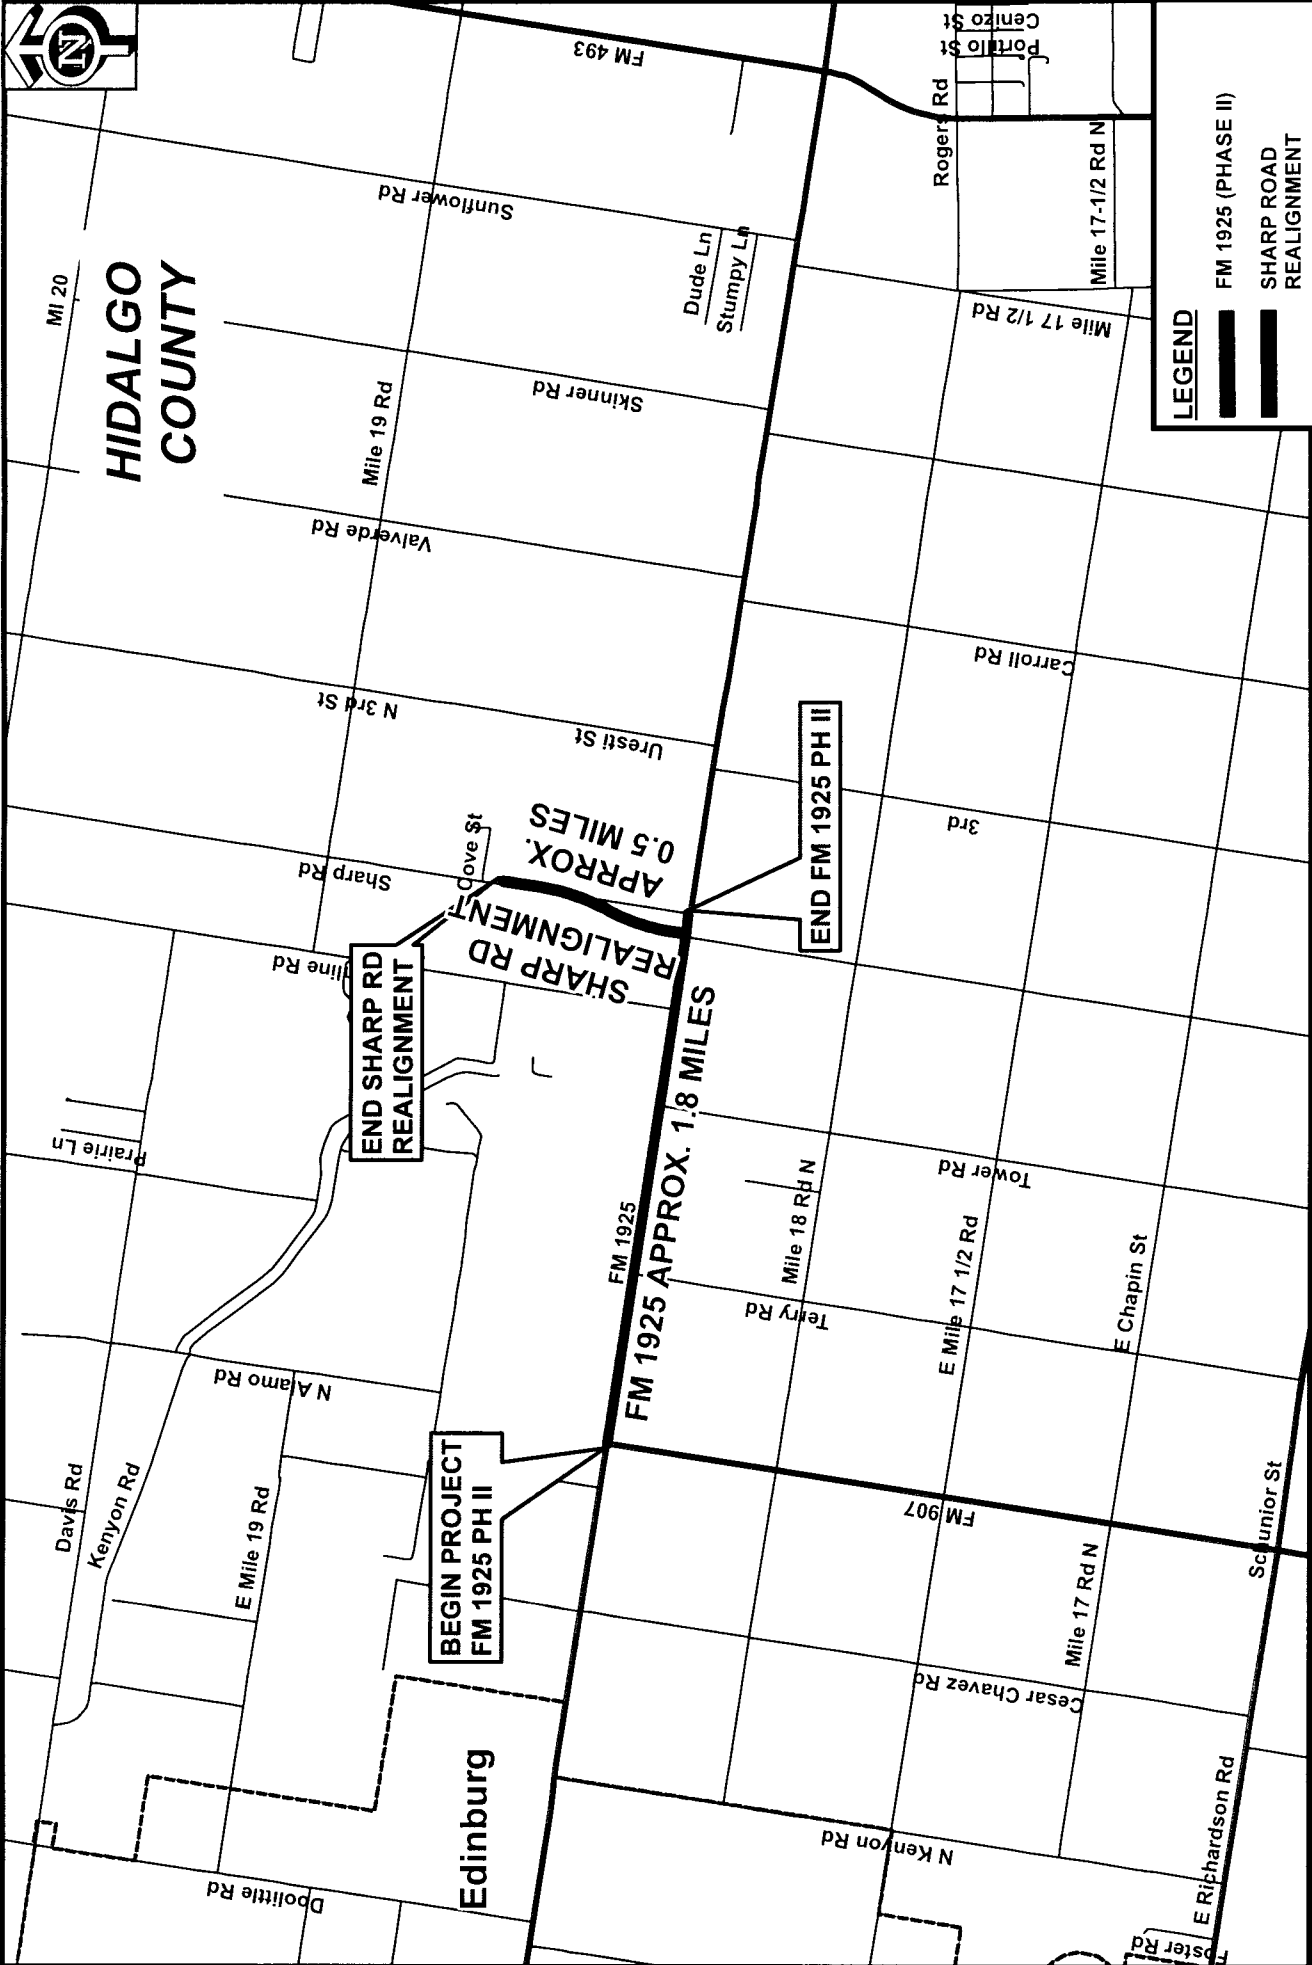 N
HIDALGO
COUNTY
MI 20
Mile 19 Rd
FM 493
Sunflower Rd
Skinner Rd
Valverde Rd
N 3rd St
Uresti St
Sharp Rd
Cove St
Dude Ln
Stumpy Ln
Rogers Rd
Portillo St
Cenizo St
Mile 17-1/2 Rd N
Mile 17 1/2 Rd
Carroll Rd
3rd
APRROX.
0.5 MILES
SHARP RD
REALIGNMENT
END SHARP RD
REALIGNMENT
END FM 1925 PH II
Prairie Ln
FM 1925
FM 1925 APPROX. 1.8 MILES
Mile 18 Rd N
Tower Rd
Terry Rd
E Mile 17 1/2 Rd
E Chapin St
N Alamo Rd
Davis Rd
Kenyon Rd
E Mile 19 Rd
BEGIN PROJECT
FM 1925 PH II
FM 907
Mile 17 Rd N
Schunior St
Cesar Chavez Rd
Edinburg
Doolittle Rd
N Kenyon Rd
E Richardson Rd
Foster Rd
LEGEND
FM 1925 (PHASE II)
SHARP ROAD
REALIGNMENT